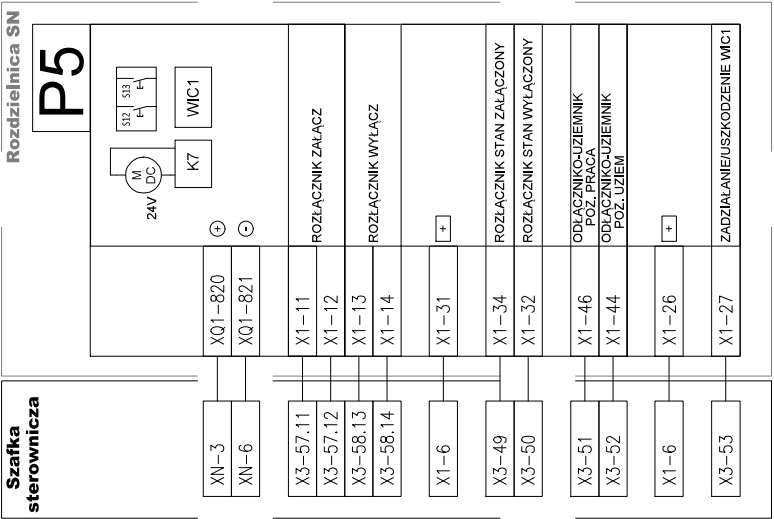 Rozdzielnica SN
P5
S12
S13
WIC1
M
DC
24V
K7
+
-
ROZŁĄCZNIK ZAŁĄCZ
ROZŁĄCZNIK WYŁĄCZ
+
ROZŁĄCZNIK STAN ZAŁĄCZONY
ROZŁĄCZNIK STAN WYŁĄCZONY
ODŁĄCZNIKO-UZIEMNIK
POZ. PRACA
ODŁĄCZNIKO-UZIEMNIK
POZ. UZIEM
+
ZADZIAŁANIE/USZKODZENIE WIC1
XQ1-820
XQ1-821
X1-11
X1-12
X1-13
X1-14
X1-31
X1-34
X1-32
X1-46
X1-44
X1-26
X1-27
Szafka
sterownicza
XN-3
XN-6
X3-57.11
X3-57.12
X3-58.13
X3-58.14
X1-6
X3-49
X3-50
X3-51
X3-52
X1-6
X3-53